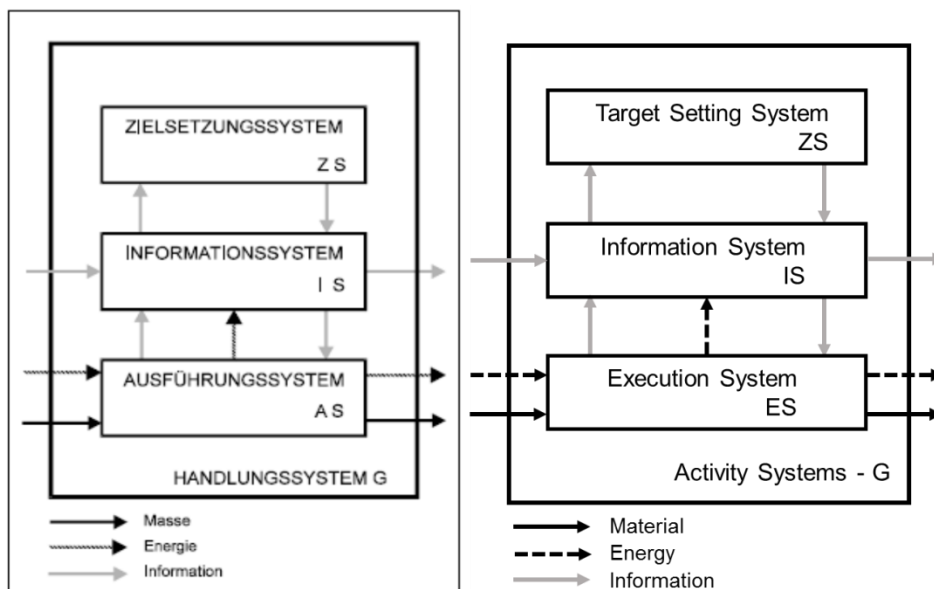 ZIELSETZUNGSSYSTEM
Z S
INFORMATIONSSYSTEM
I S
AUSFÜHRUNGSSYSTEM
A S
HANDLUNGSSYSTEM G
Masse
Energie
Information
Target Setting System
ZS
Information System
IS
Execution System
ES
Activity Systems - G
Material
Energy
Information